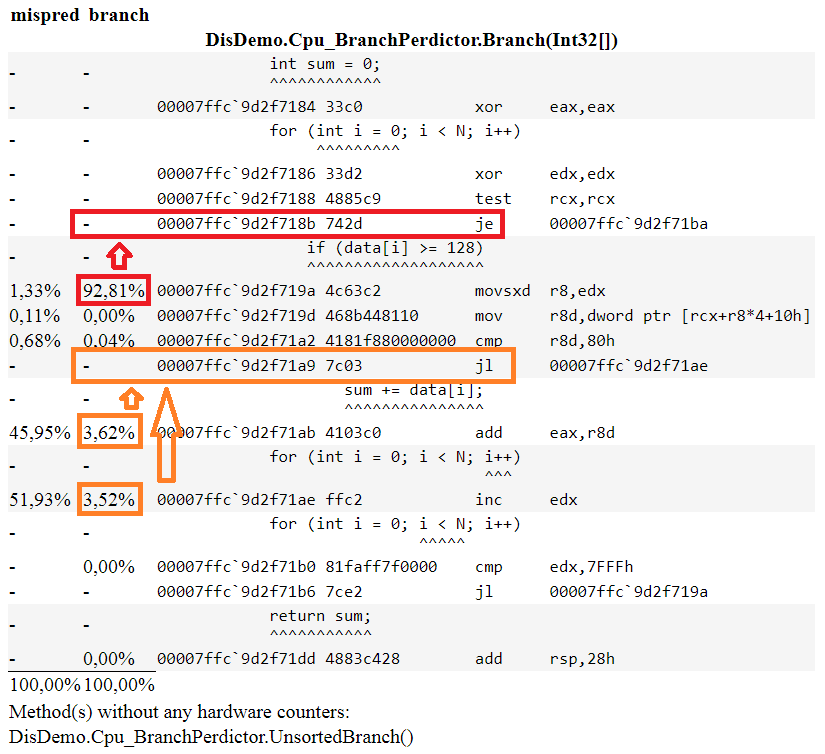 mispred branch
DisDemo.Cpu_BranchPerdictor.Branch(Int32[])
int sum = 0;
- - ^^^^^^^^^^^^
- - 00007ffc`9d2f7184 33c0 xor eax,eax
for (int i = 0; i < N; i++)
- - ^^^^^^^^^
- - 00007ffc`9d2f7186 33d2 xor edx,edx
- - 00007ffc`9d2f7188 4885c9 test rcx,rcx
- - 00007ffc`9d2f718b 742d je 00007ffc`9d2f71ba
if (data[i] >= 128)
- - ^^^^^^^^^^^^^^^^^^^
1,33% 92,81% 00007ffc`9d2f719a 4c63c2 movsxd r8,edx
0,11% 0,00% 00007ffc`9d2f719d 468b448110 mov r8d,dword ptr [rcx+r8*4+10h]
0,68% 0,04% 00007ffc`9d2f71a2 4181f880000000 cmp r8d,80h
- - 00007ffc`9d2f71a9 7c03 jl 00007ffc`9d2f71ae
sum += data[i];
- - ^^^^^^^^^^^^^^^
45,95% 3,62% 00007ffc`9d2f71ab 4103c0 add eax,r8d
for (int i = 0; i < N; i++)
- - ^^^
51,93% 3,52% 00007ffc`9d2f71ae ffc2 inc edx
for (int i = 0; i < N; i++)
- - ^^^^^
- 0,00% 00007ffc`9d2f71b0 81faff7f0000 cmp edx,7FFFh
- - 00007ffc`9d2f71b6 7ce2 jl 00007ffc`9d2f719a
return sum;
- - ^^^^^^^^^^^
- 0,00% 00007ffc`9d2f71dd 4883c428 add rsp,28h
100,00% 100,00%
Method(s) without any hardware counters:
DisDemo.Cpu_BranchPerdictor.UnsortedBranch()